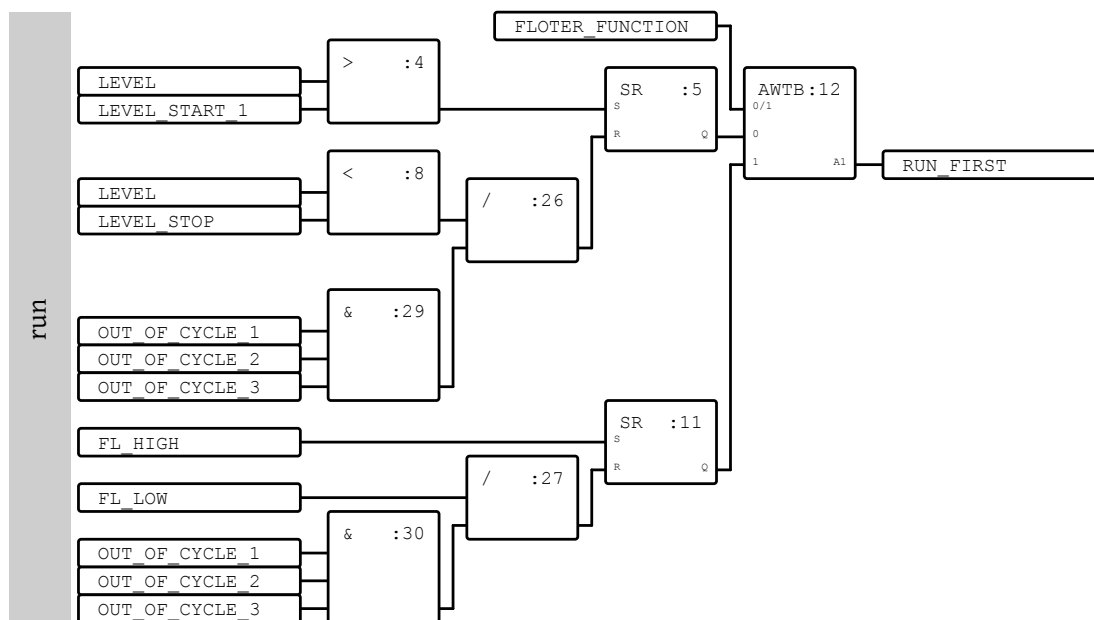 run
FLOTER_FUNCTION
> :4
LEVEL
LEVEL_START_1
SR :5
S
R Q
AWTB:12
0/1
0
1 A1
RUN_FIRST
< :8
LEVEL
LEVEL_STOP
/ :26
& :29
OUT_OF_CYCLE_1
OUT_OF_CYCLE_2
OUT_OF_CYCLE_3
SR :11
S
R Q
FL_HIGH
/ :27
FL_LOW
& :30
OUT_OF_CYCLE_1
OUT_OF_CYCLE_2
OUT_OF_CYCLE_3